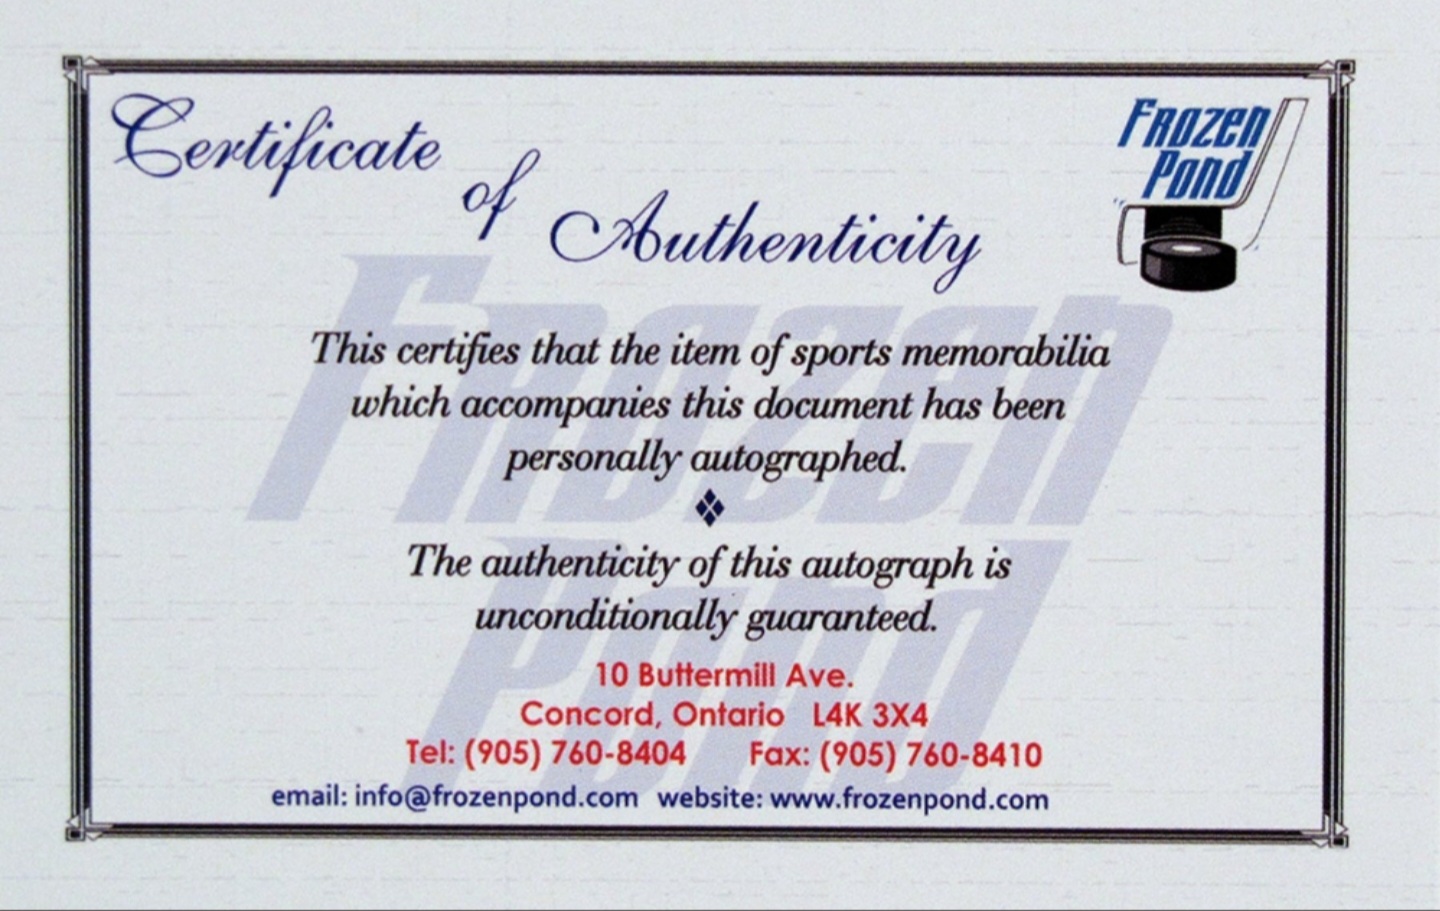 Certificate
of
Authenticity
Frozen
Pond
Frozen
Pond
This certifies that the item of sports memorabilia
which accompanies this document has been
personally autographed.
The authenticity of this autograph is
unconditionally guaranteed.
10 Buttermill Ave.
Concord, Ontario L4K 3X4
Tel: (905) 760-8404 Fax: (905) 760-8410
email: info@frozenpond.com website: www.frozenpond.com